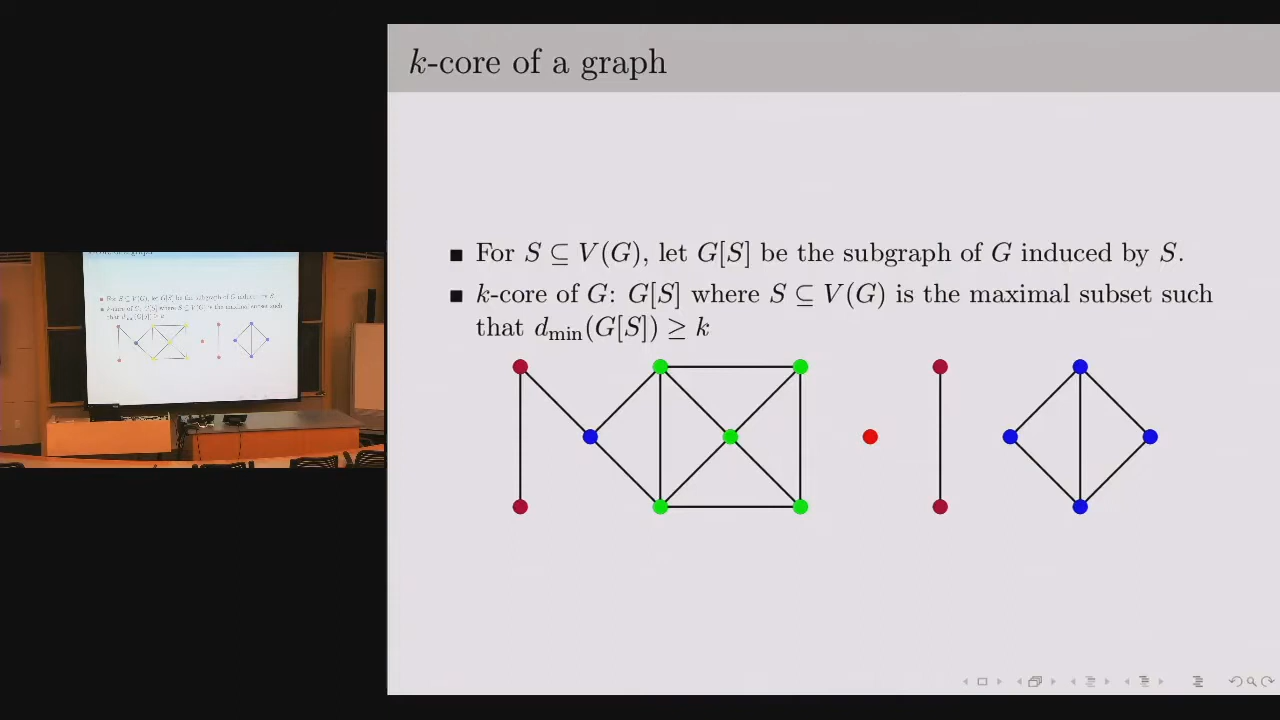 k-core of a graph
■ For S ⊆ V(G), let G[S] be the subgraph of G induced by S.
■ k-core of G: G[S] where S ⊆ V(G) is the maximal subset such
that d_min(G[S]) ≥ k